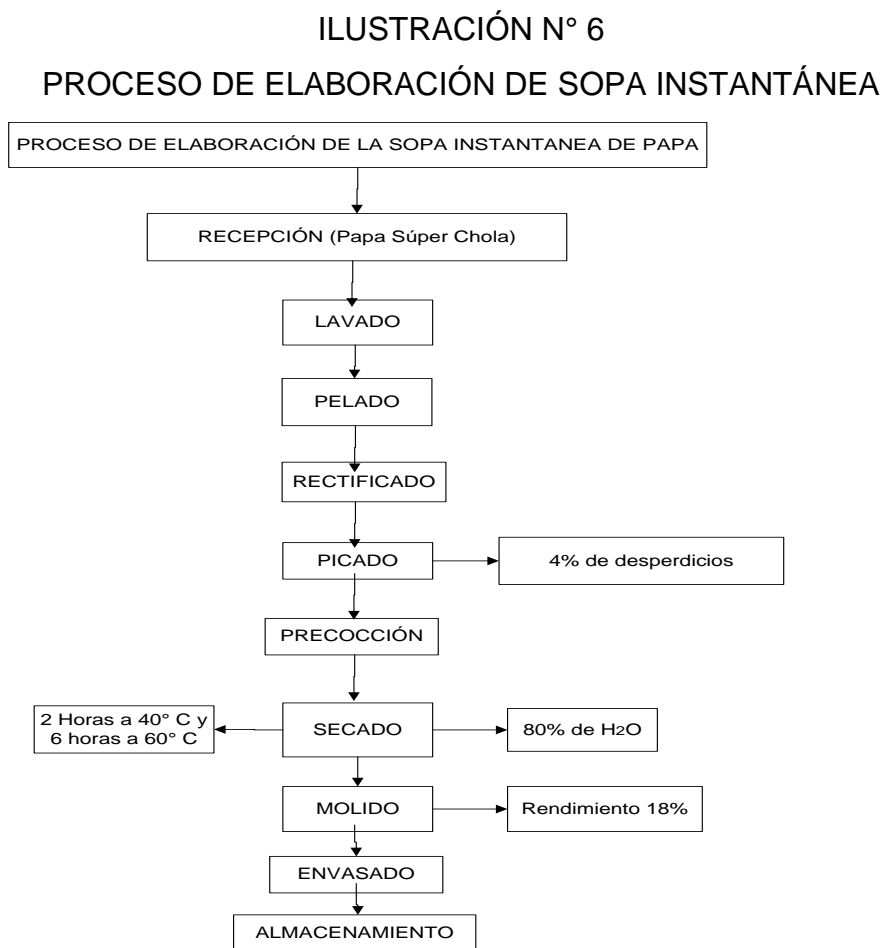 ILUSTRACIÓN N° 6
PROCESO DE ELABORACIÓN DE SOPA INSTANTÁNEA
PROCESO DE ELABORACIÓN DE LA SOPA INSTANTANEA DE PAPA
RECEPCIÓN (Papa Súper Chola)
LAVADO
PELADO
RECTIFICADO
PICADO
4% de desperdicios
PRECOCCIÓN
2 Horas a 40° C y
6 horas a 60° C
SECADO
80% de H2O
MOLIDO
Rendimiento 18%
ENVASADO
ALMACENAMIENTO